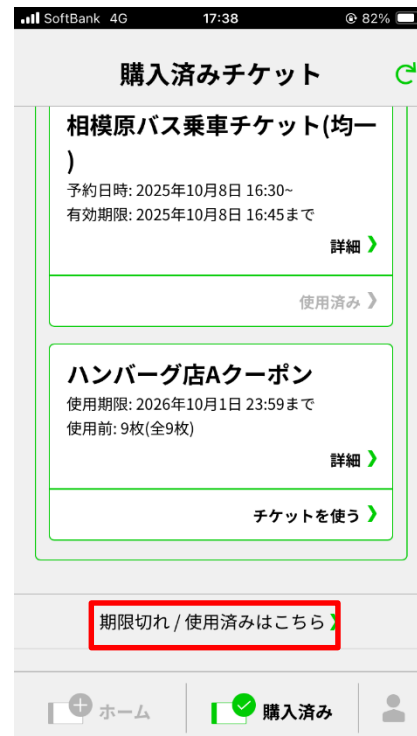 SoftBank 4G 17:38 82%
購入済みチケット
相模原バス乗車チケット(均一
)
予約日時: 2025年10月8日 16:30~
有効期限: 2025年10月8日 16:45まで
詳細 》
使用済み 》
ハンバーグ店Aクーポン
使用期限: 2026年10月1日 23:59まで
使用前: 9枚(全9枚)
詳細 》
チケットを使う 》
期限切れ / 使用済みはこちら 》
ホーム 購入済み